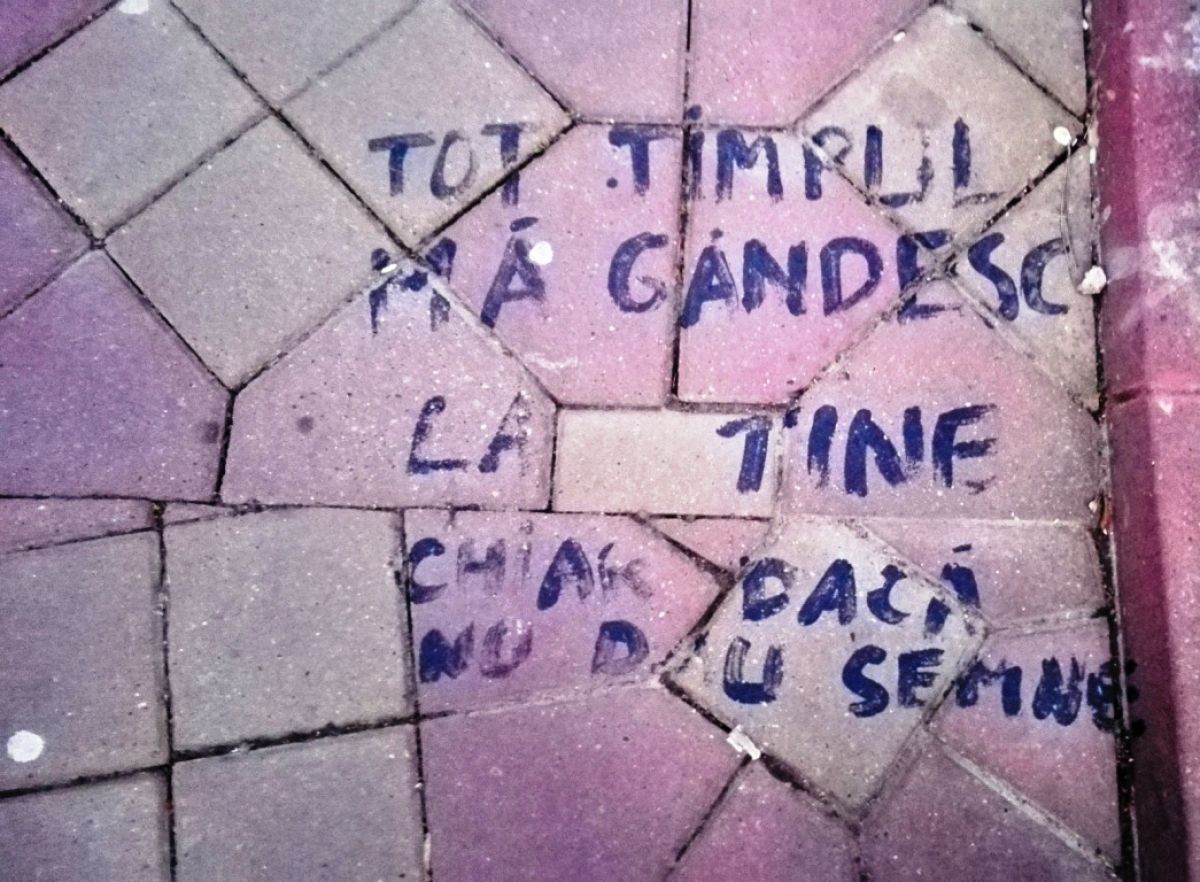 TOT TIMPUL
MĂ GÂNDESC
LA TINE
CHIAR DACĂ
NU DAU SEMNE